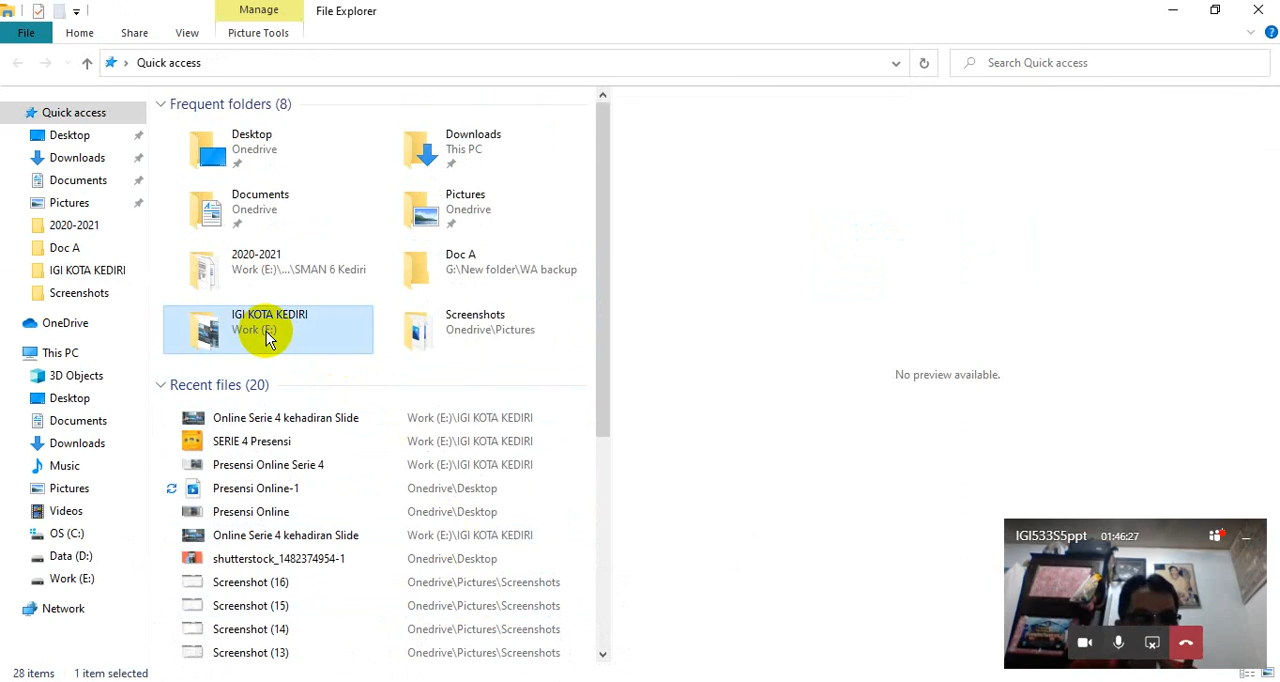 Manage
File Explorer
File
Home
Share
View
Picture Tools
Quick access
Search Quick access
Quick access
Desktop
Downloads
Documents
Pictures
2020-2021
Doc A
IGI KOTA KEDIRI
Screenshots
OneDrive
This PC
3D Objects
Desktop
Documents
Downloads
Music
Pictures
Videos
OS (C:)
Data (D:)
Work (E:)
Network
Frequent folders (8)
Desktop
Onedrive
Downloads
This PC
Documents
Onedrive
Pictures
Onedrive
2020-2021
Work (E:)\...\SMAN 6 Kediri
Doc A
G:\New folder\WA backup
IGI KOTA KEDIRI
Work (E:)
Screenshots
Onedrive\Pictures
Recent files (20)
Online Serie 4 kehadiran Slide Work (E:)\IGI KOTA KEDIRI
SERIE 4 Presensi Work (E:)\IGI KOTA KEDIRI
Presensi Online Serie 4 Work (E:)\IGI KOTA KEDIRI
Presensi Online-1 Onedrive\Desktop
Presensi Online Onedrive\Desktop
Online Serie 4 kehadiran Slide Work (E:)\IGI KOTA KEDIRI
shutterstock_1482374954-1 Onedrive\Desktop
Screenshot (16) Onedrive\Pictures\Screenshots
Screenshot (15) Onedrive\Pictures\Screenshots
Screenshot (14) Onedrive\Pictures\Screenshots
Screenshot (13) Onedrive\Pictures\Screenshots
No preview available.
IGI533S5ppt 01:46:27
28 items 1 item selected